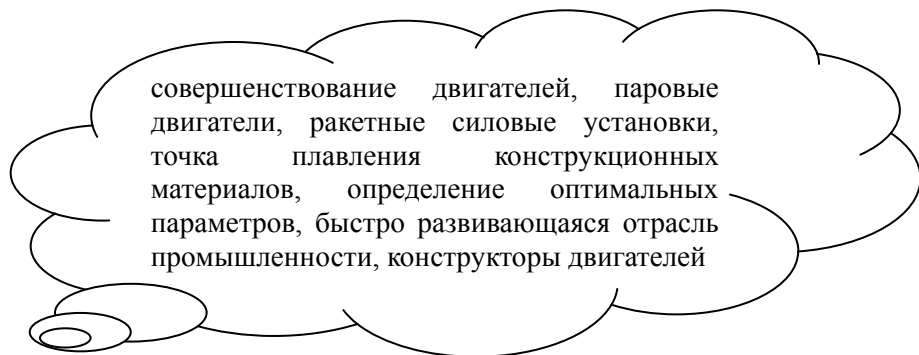 совершенствование двигателей, паровые
двигатели, ракетные силовые установки,
точка плавления конструкционных
материалов, определение оптимальных
параметров, быстро развивающаяся отрасль
промышленности, конструкторы двигателей